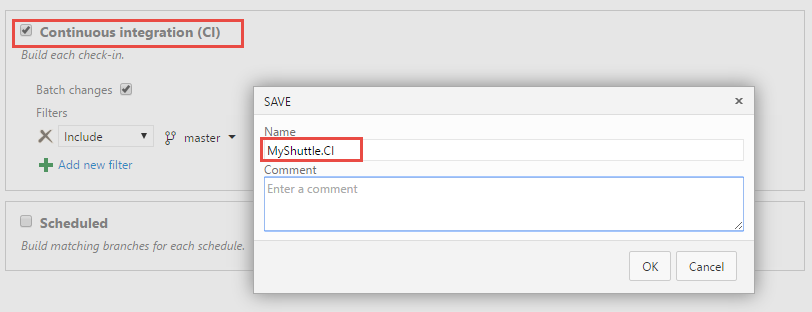 Continuous integration (CI)
Build each check-in.
Batch changes
Filters
Include master
Add new filter
Scheduled
Build matching branches for each schedule.
SAVE
Name
MyShuttle.CI
Comment
Enter a comment
OK Cancel